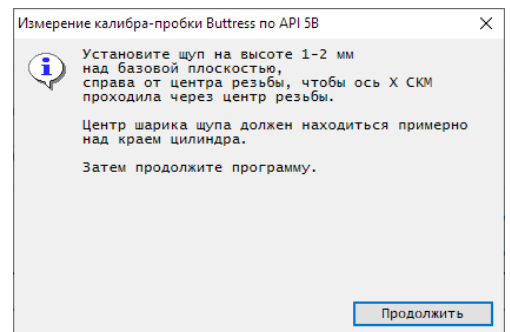 Измерение калибра-пробки Buttress по API 5B
Установите щуп на высоте 1-2 мм
над базовой плоскостью,
справа от центра резьбы, чтобы ось X СКМ
проходила через центр резьбы.
Центр шарика щупа должен находиться примерно
над краем цилиндра.
Затем продолжите программу.
Продолжить